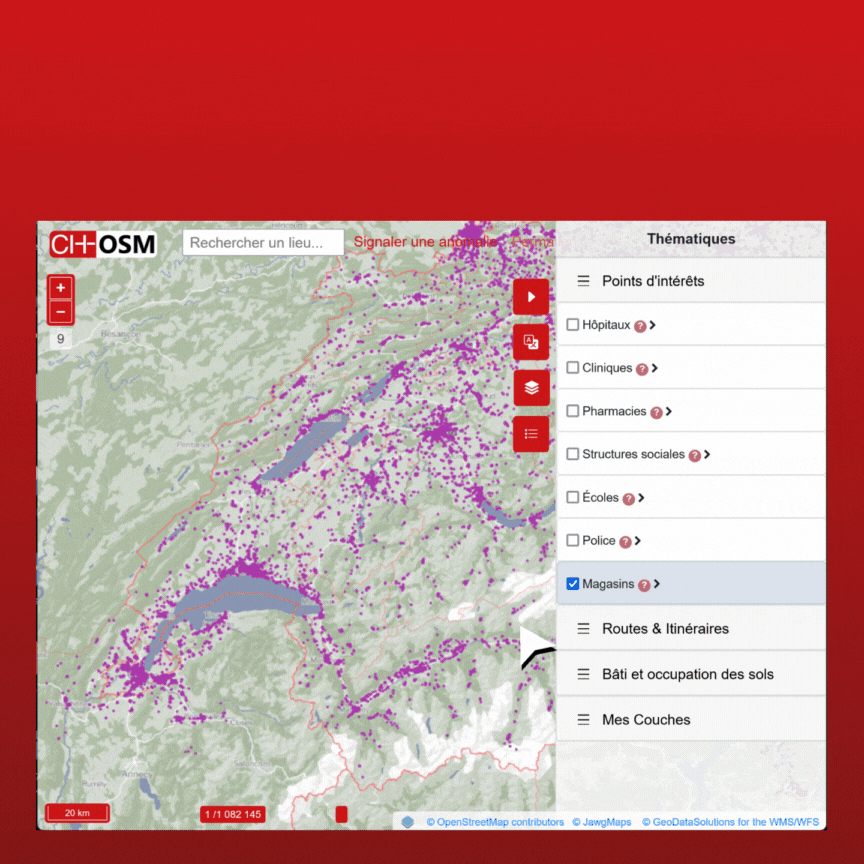 CH OSM
Rechercher un lieu...
Signaler une anomalie
Thématiques
+
−
9
Points d'intérêts
Hôpitaux ?
Cliniques ?
Pharmacies ?
Structures sociales ?
Écoles ?
Police ?
Magasins ?
Routes & Itinéraires
Bâti et occupation des sols
Mes Couches
Annecy
20 km
1 /1 082 145
© OpenStreetMap contributors © JawgMaps © GeoDataSolutions for the WMS/WFS